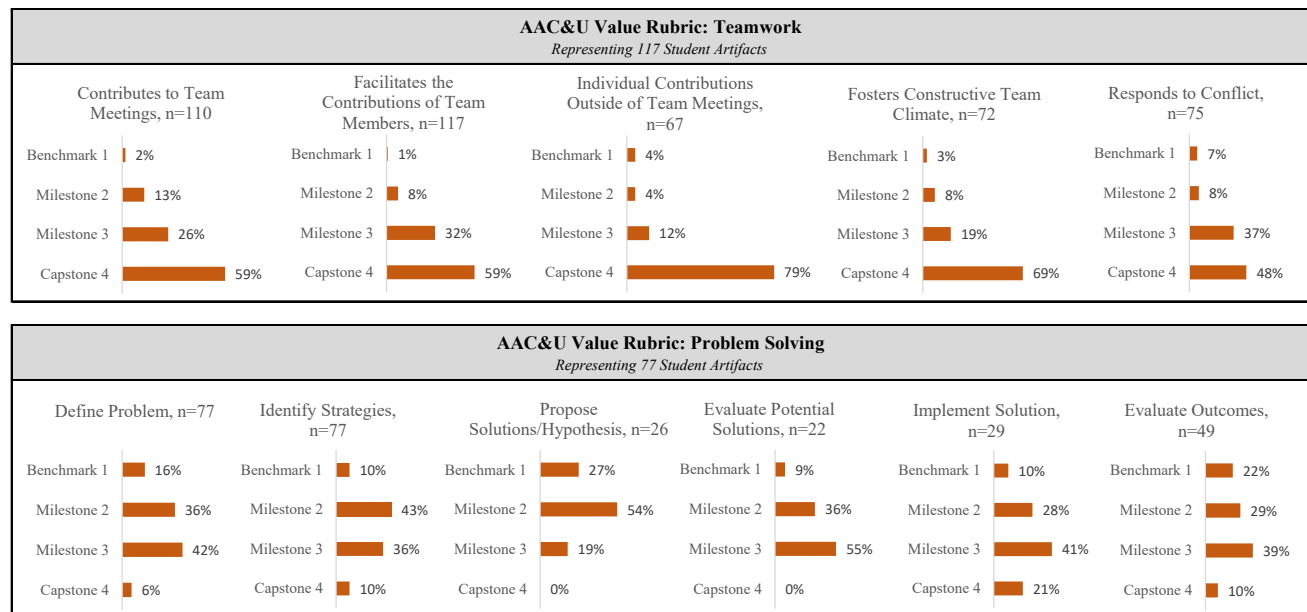 AAC&U Value Rubric: Teamwork
Representing 117 Student Artifacts
Contributes to Team
Meetings, n=110
Benchmark 1 2%
Milestone 2 13%
Milestone 3 26%
Capstone 4 59%
Facilitates the
Contributions of Team
Members, n=117
Benchmark 1 1%
Milestone 2 8%
Milestone 3 32%
Capstone 4 59%
Individual Contributions
Outside of Team Meetings,
n=67
Benchmark 1 4%
Milestone 2 4%
Milestone 3 12%
Capstone 4 79%
Fosters Constructive Team
Climate, n=72
Benchmark 1 3%
Milestone 2 8%
Milestone 3 19%
Capstone 4 69%
Responds to Conflict,
n=75
Benchmark 1 7%
Milestone 2 8%
Milestone 3 37%
Capstone 4 48%
AAC&U Value Rubric: Problem Solving
Representing 77 Student Artifacts
Define Problem, n=77
Benchmark 1 16%
Milestone 2 36%
Milestone 3 42%
Capstone 4 6%
Identify Strategies,
n=77
Benchmark 1 10%
Milestone 2 43%
Milestone 3 36%
Capstone 4 10%
Propose
Solutions/Hypothesis, n=26
Benchmark 1 27%
Milestone 2 54%
Milestone 3 19%
Capstone 4 0%
Evaluate Potential
Solutions, n=22
Benchmark 1 9%
Milestone 2 36%
Milestone 3 55%
Capstone 4 0%
Implement Solution,
n=29
Benchmark 1 10%
Milestone 2 28%
Milestone 3 41%
Capstone 4 21%
Evaluate Outcomes,
n=49
Benchmark 1 22%
Milestone 2 29%
Milestone 3 39%
Capstone 4 10%